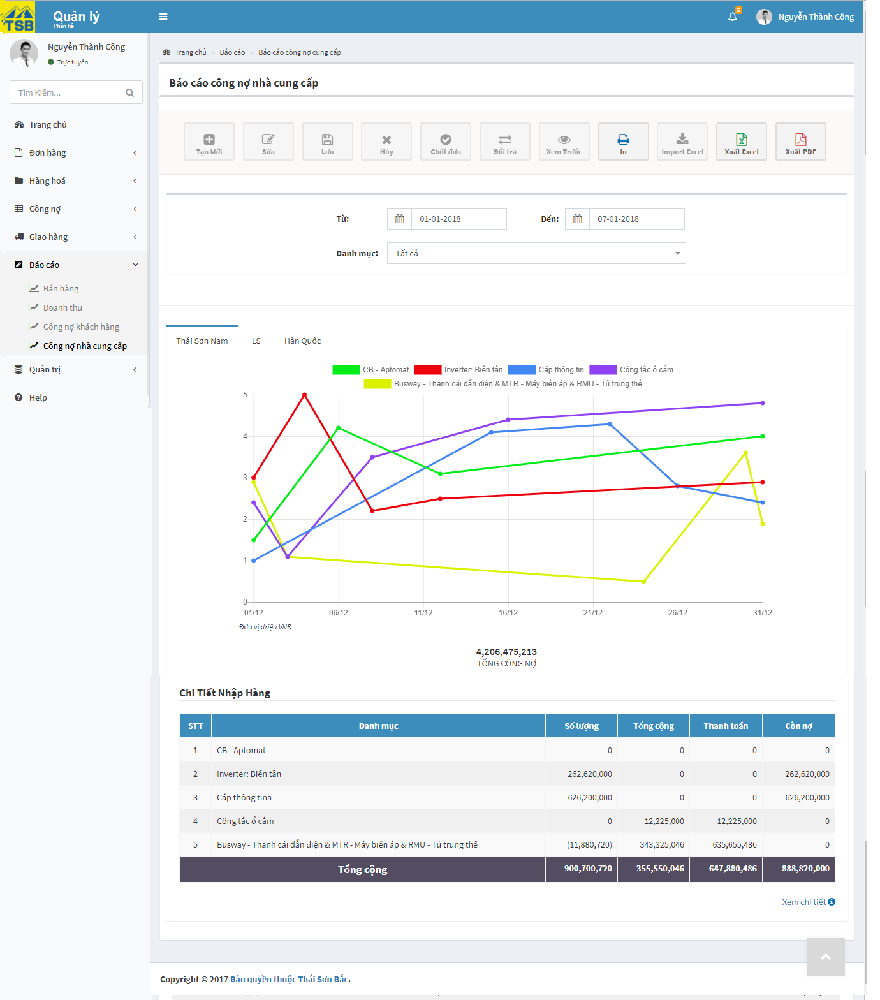 TSB
Quản lý
Phân hệ
5
Nguyễn Thành Công
Nguyễn Thành Công
Trực tuyến
Tìm Kiếm...
Trang chủ
Đơn hàng
Hàng hoá
Công nợ
Giao hàng
Báo cáo
Bán hàng
Doanh thu
Công nợ khách hàng
Công nợ nhà cung cấp
Quản trị
Help
Trang chủ > Báo cáo > Báo cáo công nợ cung cấp
Báo cáo công nợ nhà cung cấp
Tạo Mới Sửa Lưu Hủy Chốt đơn Đổi trả Xem Trước In Import Excel Xuất Excel Xuất PDF
Từ: 01-01-2018 Đến: 07-01-2018
Danh mục: Tất cả
Thái Sơn Nam LS Hàn Quốc
CB - Aptomat Inverter: Biến tần Cáp thông tin Công tắc ổ cắm
Busway - Thanh cái dẫn điện & MTR - Máy biến áp & RMU - Tủ trung thế
5
4
3
2
1
0
01/12 06/12 11/12 16/12 21/12 26/12 31/12
Đơn vị :triệu VNĐ
4,206,475,213
TỔNG CÔNG NỢ
Chi Tiết Nhập Hàng
STT Danh mục Số lượng Tổng cộng Thanh toán Còn nợ
1 CB - Aptomat 0 0 0 0
2 Inverter: Biến tần 262,620,000 0 0 262,620,000
3 Cáp thông tina 626,200,000 0 0 626,200,000
4 Công tắc ổ cắm 0 12,225,000 12,225,000 0
5 Busway - Thanh cái dẫn điện & MTR - Máy biến áp & RMU - Tủ trung thế (11,880,720) 343,325,046 635,655,486 0
Tổng cộng 900,700,720 355,550,046 647,880,486 888,820,000
Xem chi tiết
Copyright © 2017 Bản quyền thuộc Thái Sơn Bắc.